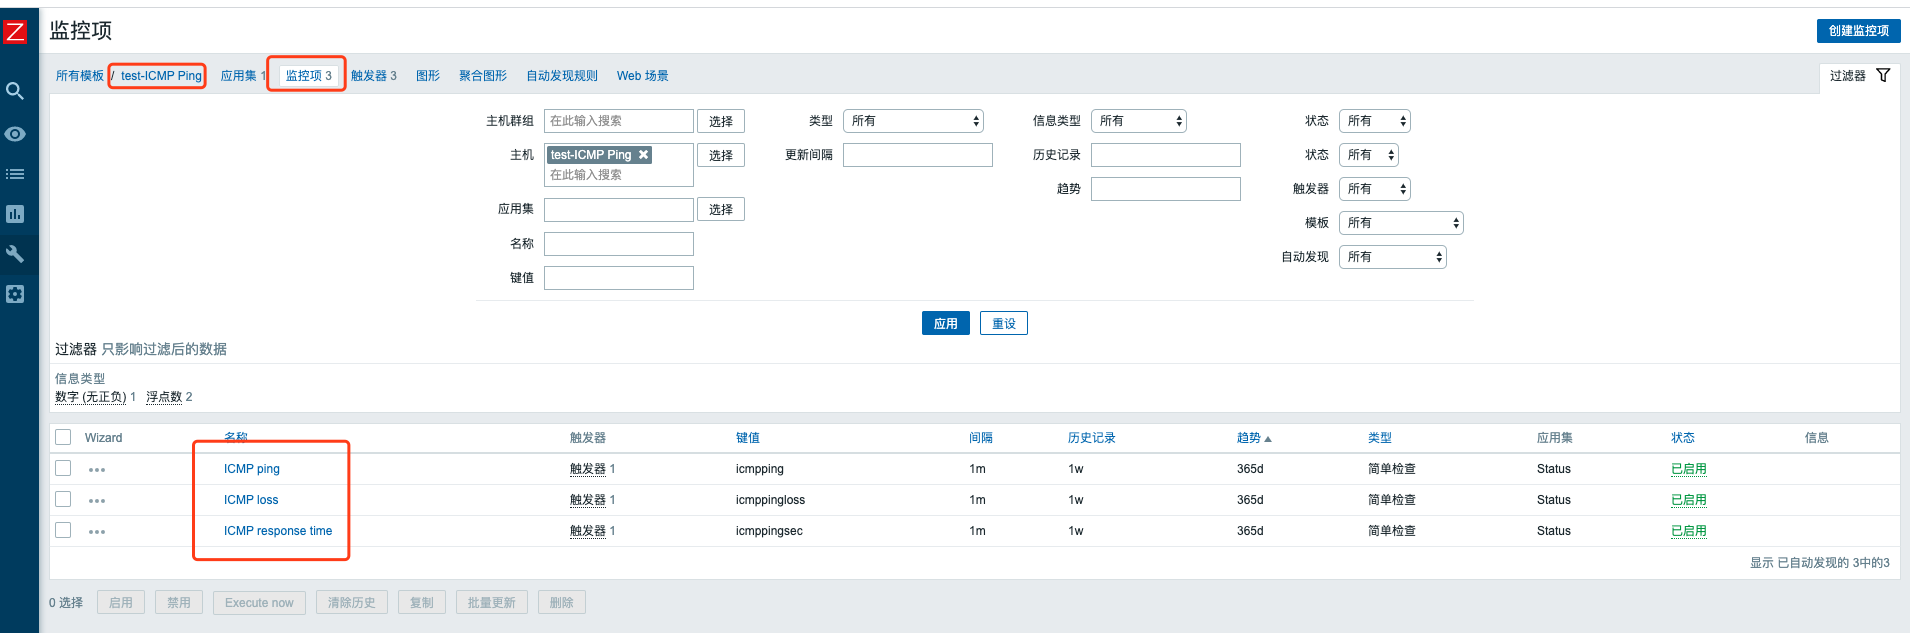 Z
监控项
创建监控项
所有模板 / test-ICMP Ping 应用集 1 监控项 3 触发器 3 图形 聚合图形 自动发现规则 Web 场景
过滤器
主机群组 在此输入搜索 选择 类型 所有 信息类型 所有 状态 所有
主机 test-ICMP Ping 在此输入搜索 选择 更新间隔 历史记录 状态 所有
趋势 触发器 所有
应用集 选择 模板 所有
名称 自动发现 所有
键值
应用 重设
过滤器 只影响过滤后的数据
信息类型
数字 (无正负) 1 浮点数 2
Wizard 名称 触发器 键值 间隔 历史记录 趋势 类型 应用集 状态 信息
ICMP ping 触发器 1 icmpping 1m 1w 365d 简单检查 Status 已启用
ICMP loss 触发器 1 icmppingloss 1m 1w 365d 简单检查 Status 已启用
ICMP response time 触发器 1 icmppingsec 1m 1w 365d 简单检查 Status 已启用
显示 已自动发现的 3中的3
0 选择 启用 禁用 Execute now 清除历史 复制 批量更新 删除